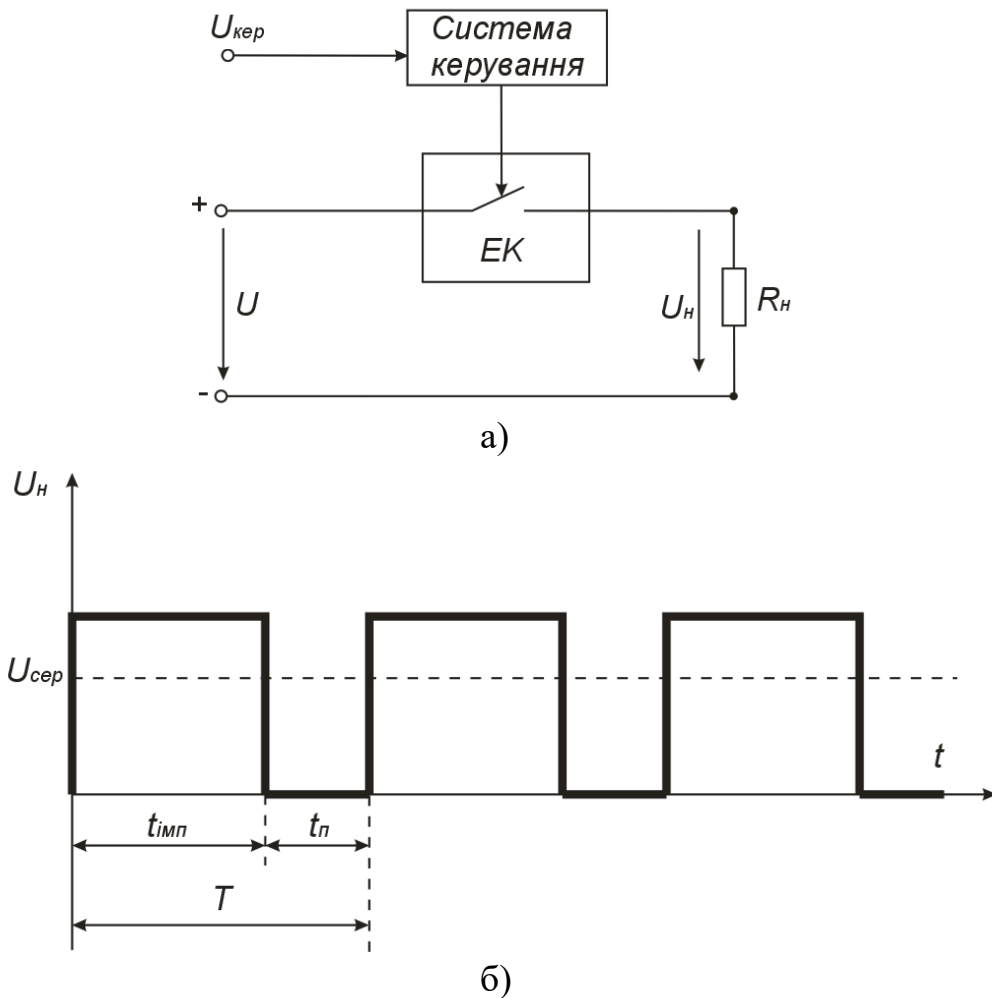 Uкер
Система
керування
+
EK
U
Uн
Rн
-
а)
Uн
Uсер
t
tімп
tп
T
б)